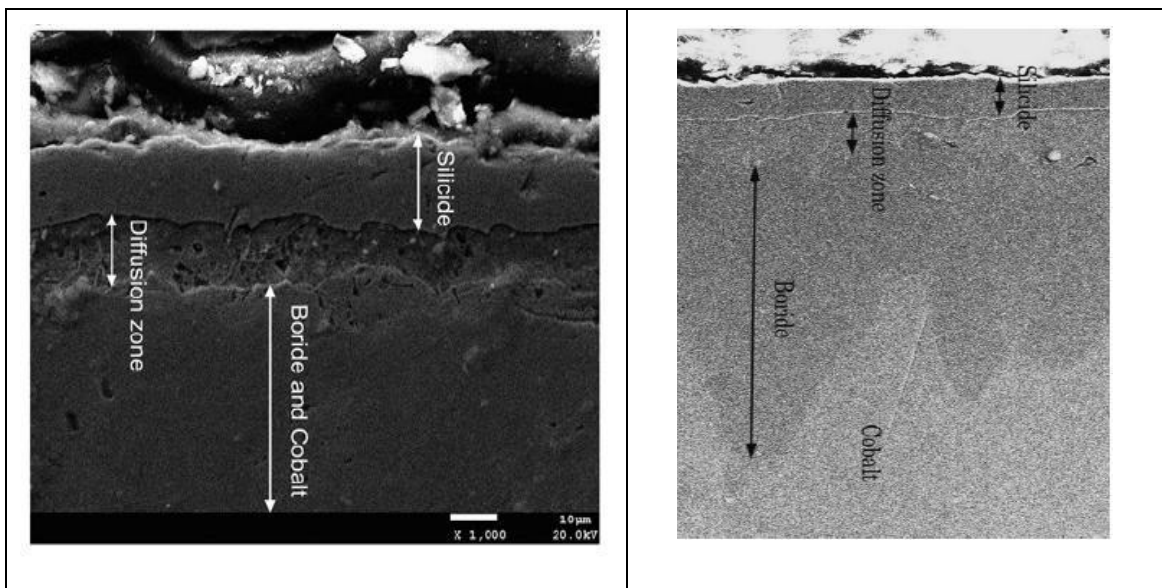 Silicide
Diffusion zone
Boride and Cobalt
10μm
X 1,000 20.0kV
Silicide
Diffusion zone
Boride
Cobalt